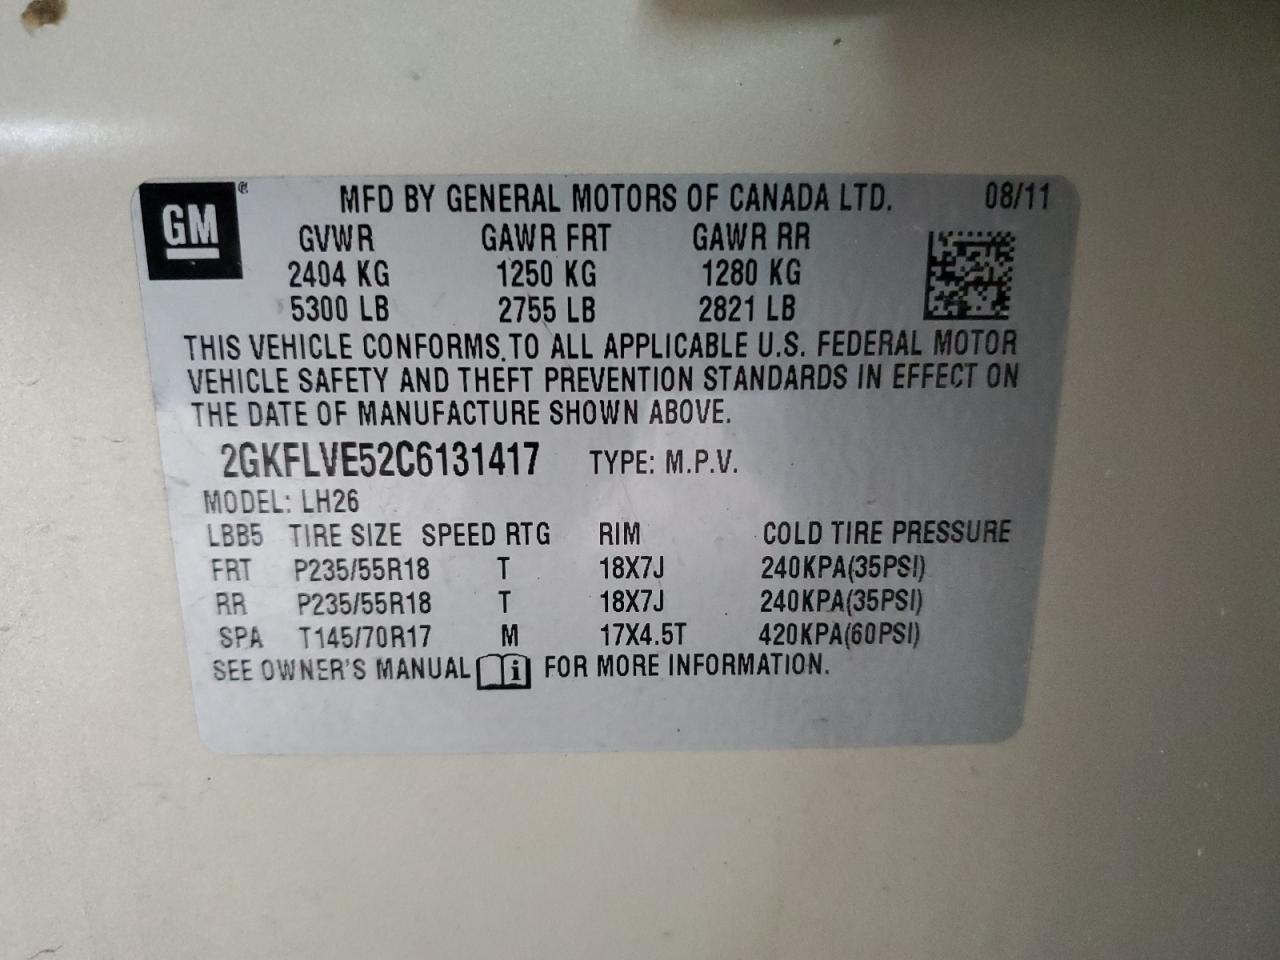 GM ® MFD BY GENERAL MOTORS OF CANADA LTD. 08/11
GVWR GAWR FRT GAWR RR
2404 KG 1250 KG 1280 KG
5300 LB 2755 LB 2821 LB
THIS VEHICLE CONFORMS TO ALL APPLICABLE U.S. FEDERAL MOTOR
VEHICLE SAFETY AND THEFT PREVENTION STANDARDS IN EFFECT ON
THE DATE OF MANUFACTURE SHOWN ABOVE.
2GKFLVE52C6131417 TYPE: M.P.V.
MODEL: LH26
LBB5 TIRE SIZE SPEED RTG RIM COLD TIRE PRESSURE
FRT P235/55R18 T 18X7J 240KPA(35PSI)
RR P235/55R18 T 18X7J 240KPA(35PSI)
SPA T145/70R17 M 17X4.5T 420KPA(60PSI)
SEE OWNER'S MANUAL i FOR MORE INFORMATION.